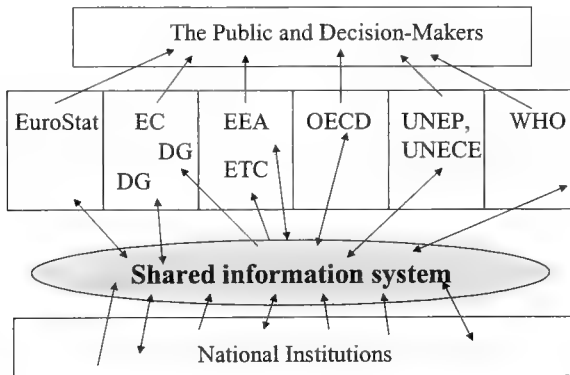 The Public and Decision-Makers
EuroStat
EC
DG
DG
EEA
ETC
OECD
UNEP,
UNECE
WHO
Shared information system
National Institutions